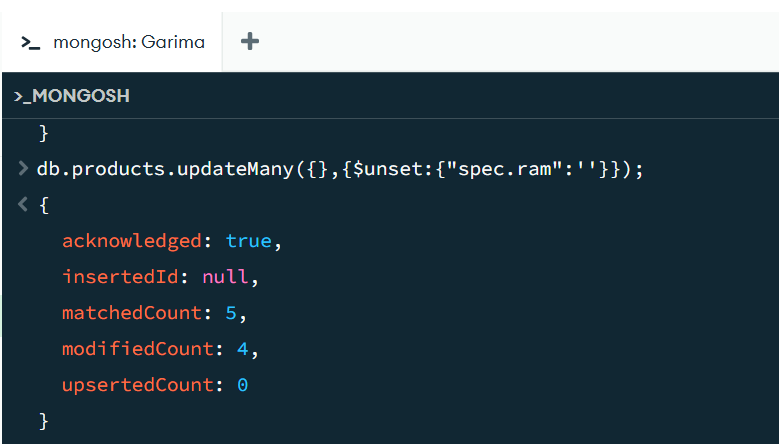 >_ mongosh: Garima +
>_MONGOSH
}
> db.products.updateMany({},{$unset:{"spec.ram":''}});
< {
acknowledged: true,
insertedId: null,
matchedCount: 5,
modifiedCount: 4,
upsertedCount: 0
}